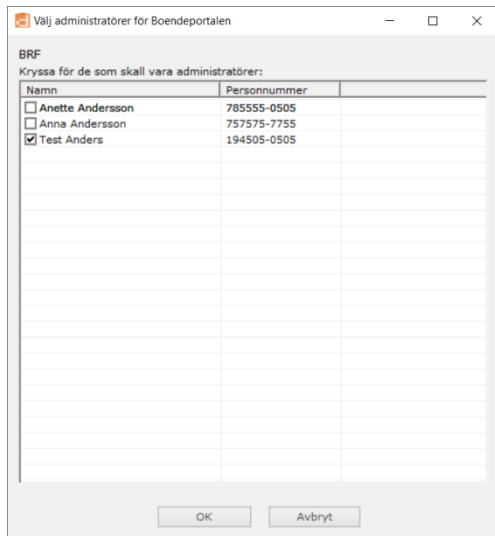 Välj administratörer för Boendeportalen
BRF
Kryssa för de som skall vara administratörer:
Namn Personnummer
Anette Andersson 785555-0505
Anna Andersson 757575-7755
Test Anders 194505-0505
OK Avbryt